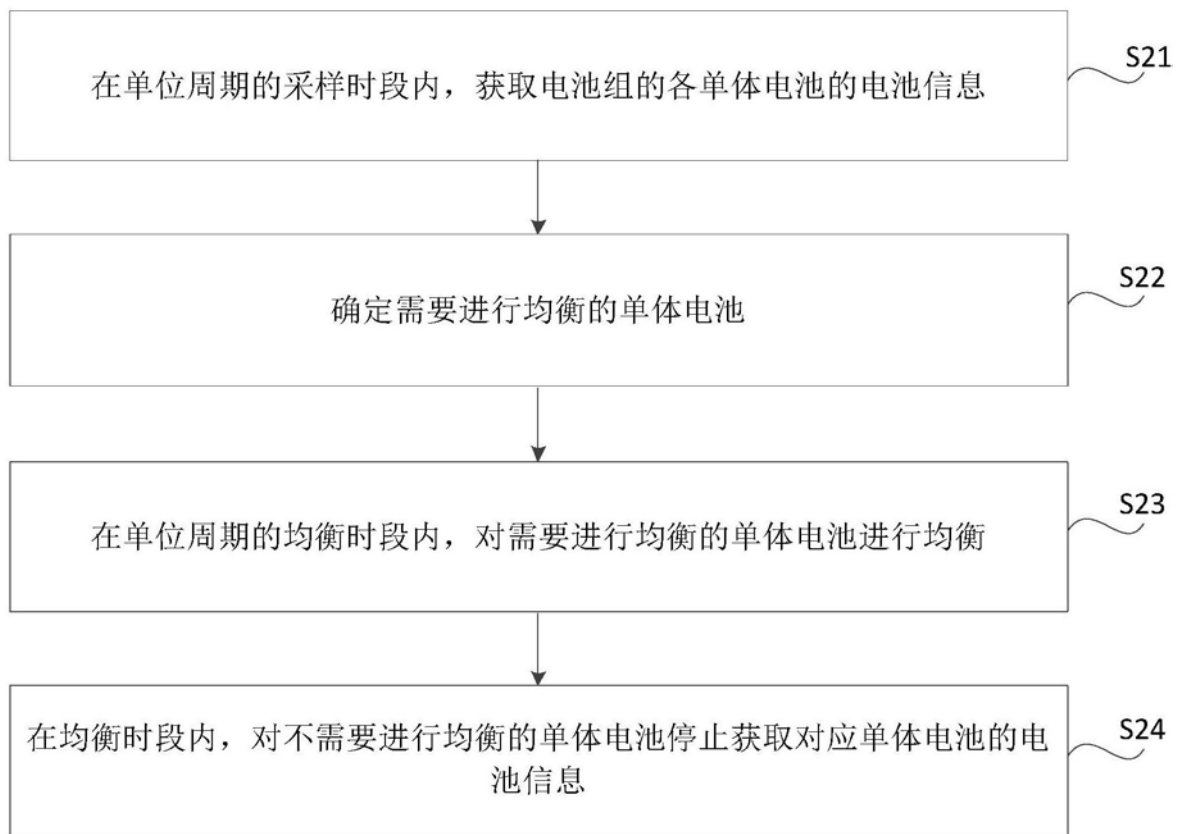 在单位周期的采样时段内，获取电池组的各单体电池的电池信息
S21
确定需要进行均衡的单体电池
S22
在单位周期的均衡时段内，对需要进行均衡的单体电池进行均衡
S23
在均衡时段内，对不需要进行均衡的单体电池停止获取对应单体电池的电
池信息
S24